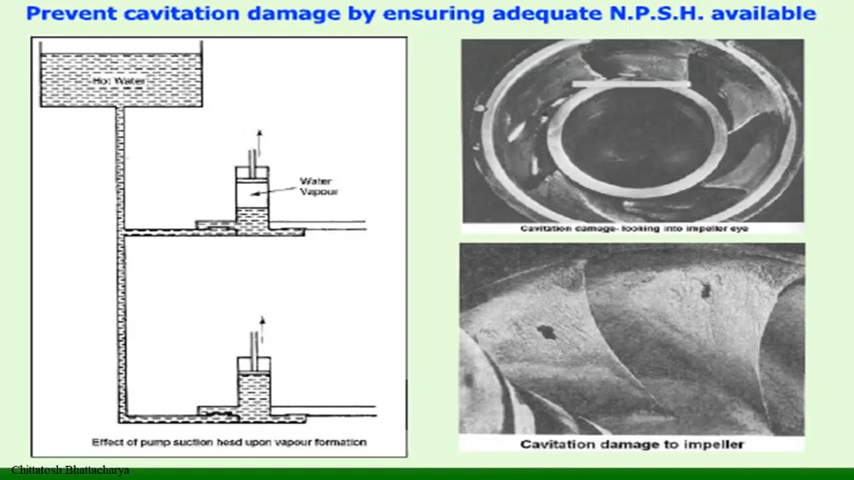 Prevent cavitation damage by ensuring adequate N.P.S.H. available
Hot Water
Water
Vapour
Effect of pump suction head upon vapour formation
Cavitation damage- looking into impeller eye
Cavitation damage to impeller
Chittatosh Bhattacharya